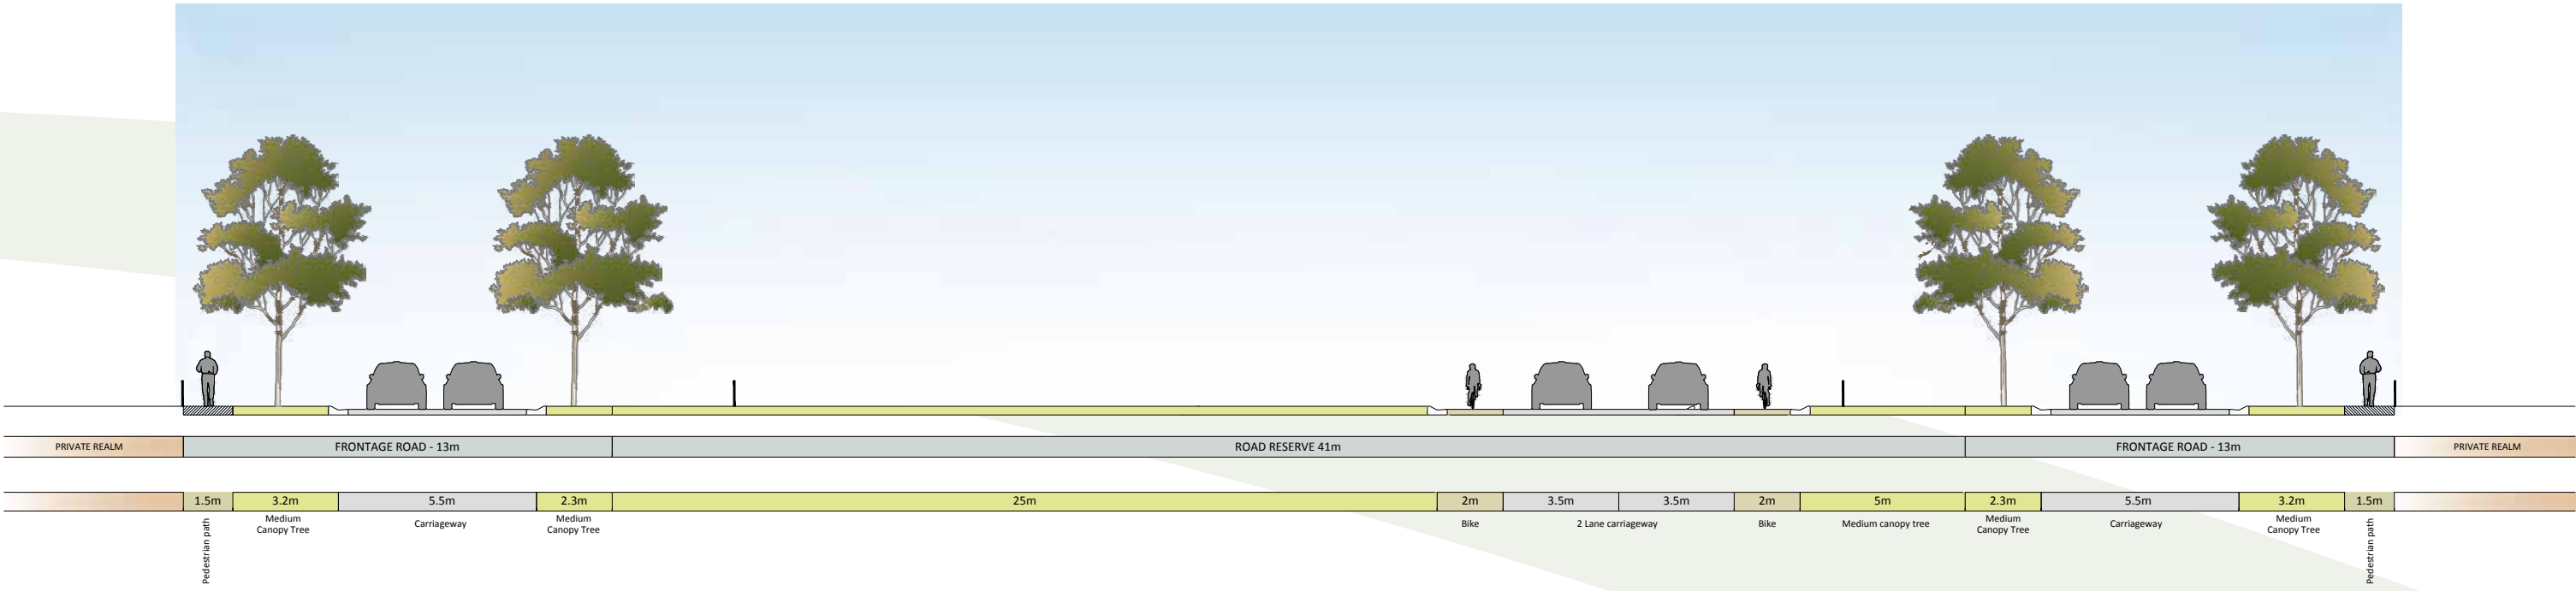 PRIVATE REALM
FRONTAGE ROAD - 13m
ROAD RESERVE 41m
FRONTAGE ROAD - 13m
PRIVATE REALM
1.5m
3.2m
5.5m
2.3m
25m
2m
3.5m
3.5m
2m
5m
2.3m
5.5m
3.2m
1.5m
Pedestrian path
Medium
Canopy Tree
Carriageway
Medium
Canopy Tree
Bike
2 Lane carriageway
Bike
Medium canopy tree
Medium
Canopy Tree
Carriageway
Medium
Canopy Tree
Pedestrian path